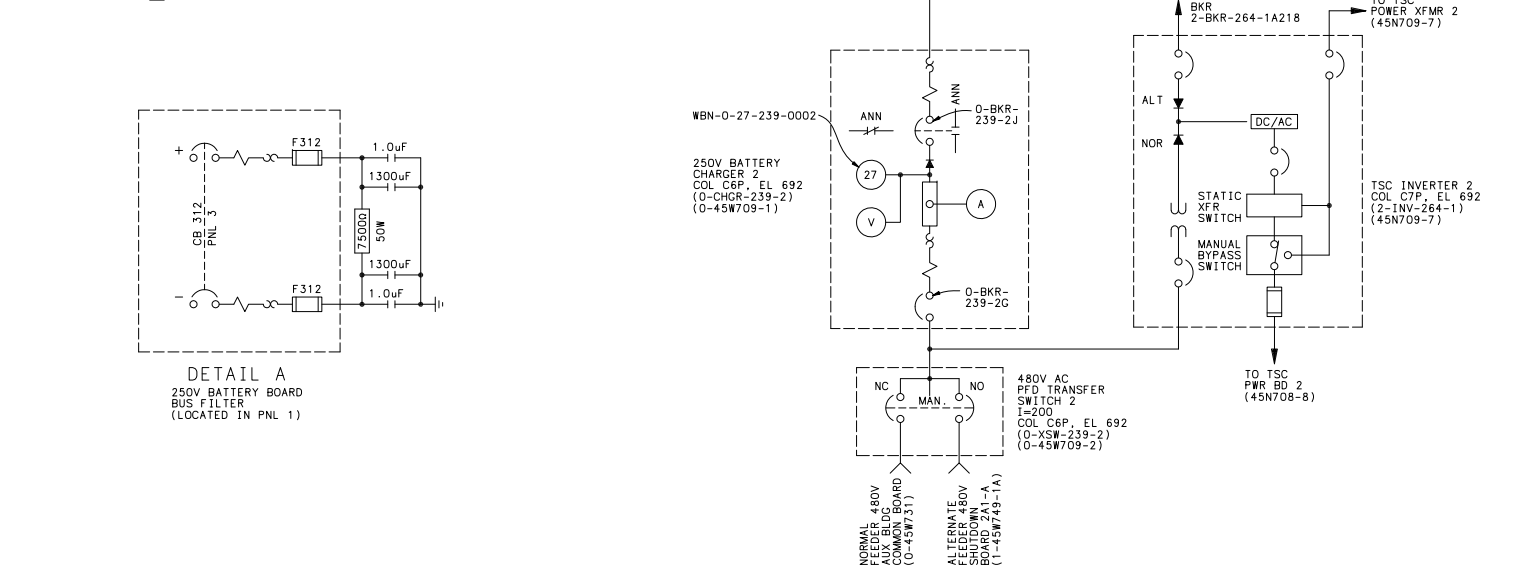 BKR
2-BKR-264-1A218
TO TSC
POWER XFMR 2
(45N709-7)
+
F312
1.0uF
1300uF
CB 312
PNL 3
7500Ω
50W
1300uF
−
F312
1.0uF
DETAIL A
250V BATTERY BOARD
BUS FILTER
(LOCATED IN PNL 1)
WBN-0-27-239-0002
ANN
ANN
0-BKR-
239-2J
250V BATTERY
CHARGER 2
COL C6P, EL 692
(0-CHGR-239-2)
(0-45W709-1)
27
V
A
0-BKR-
239-2G
ALT
NOR
DC/AC
STATIC
XFR
SWITCH
MANUAL
BYPASS
SWITCH
TSC INVERTER 2
COL C7P, EL 692
(2-INV-264-1)
(45N709-7)
NC
NO
MAN.
480V AC
PFD TRANSFER
SWITCH 2
I=200
COL C6P, EL 692
(0-XSW-239-2)
(0-45W709-2)
TO TSC
PWR BD 2
(45N708-8)
NORMAL
FEEDER 480V
AUX BLDG
COMMON BOARD
(0-45W731)
ALTERNATE
FEEDER 480V
SHUTDOWN
BOARD 2A1-A
(1-45W749-1A)